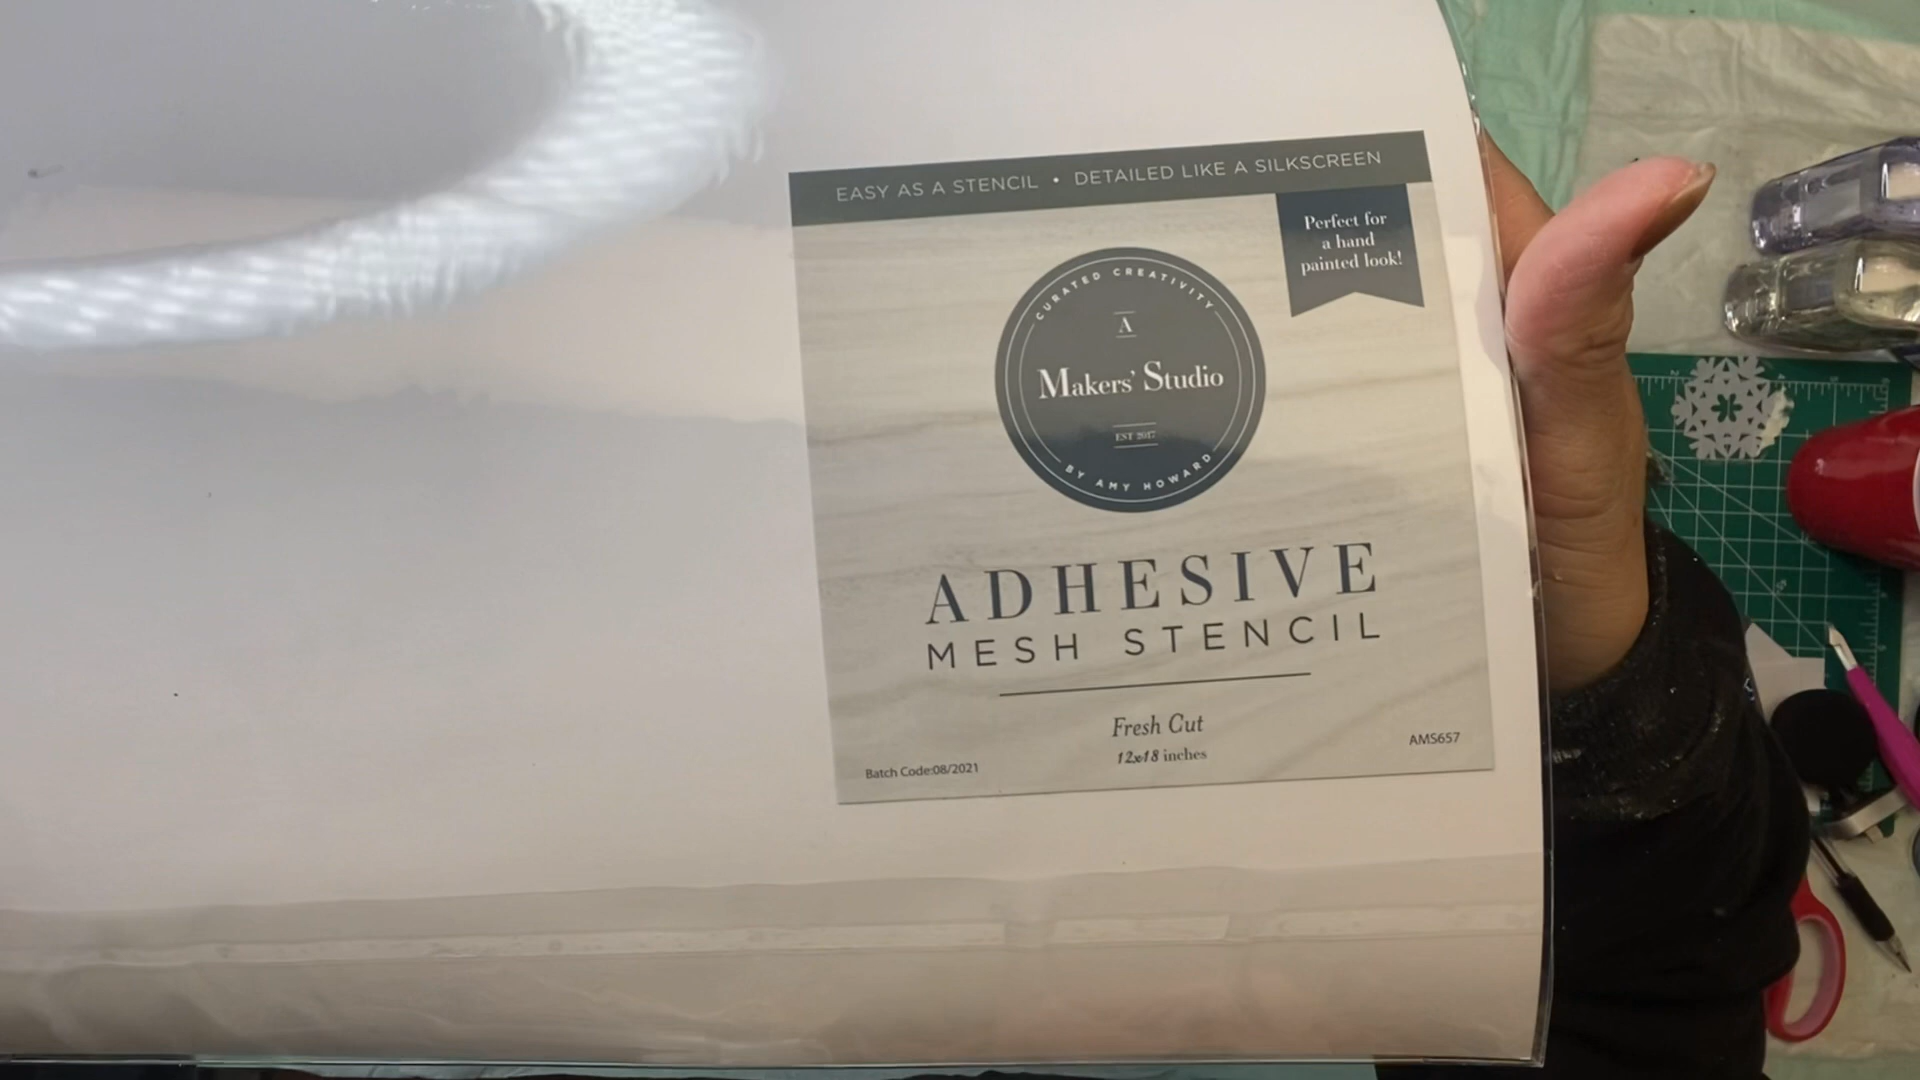 EASY AS A STENCIL • DETAILED LIKE A SILKSCREEN
Perfect for
a hand
painted look!
CURATED CREATIVITY
A
Makers' Studio
EST 2017
BY AMY HOWARD
ADHESIVE
MESH STENCIL
Fresh Cut
12x18 inches
Batch Code:08/2021
AMS657